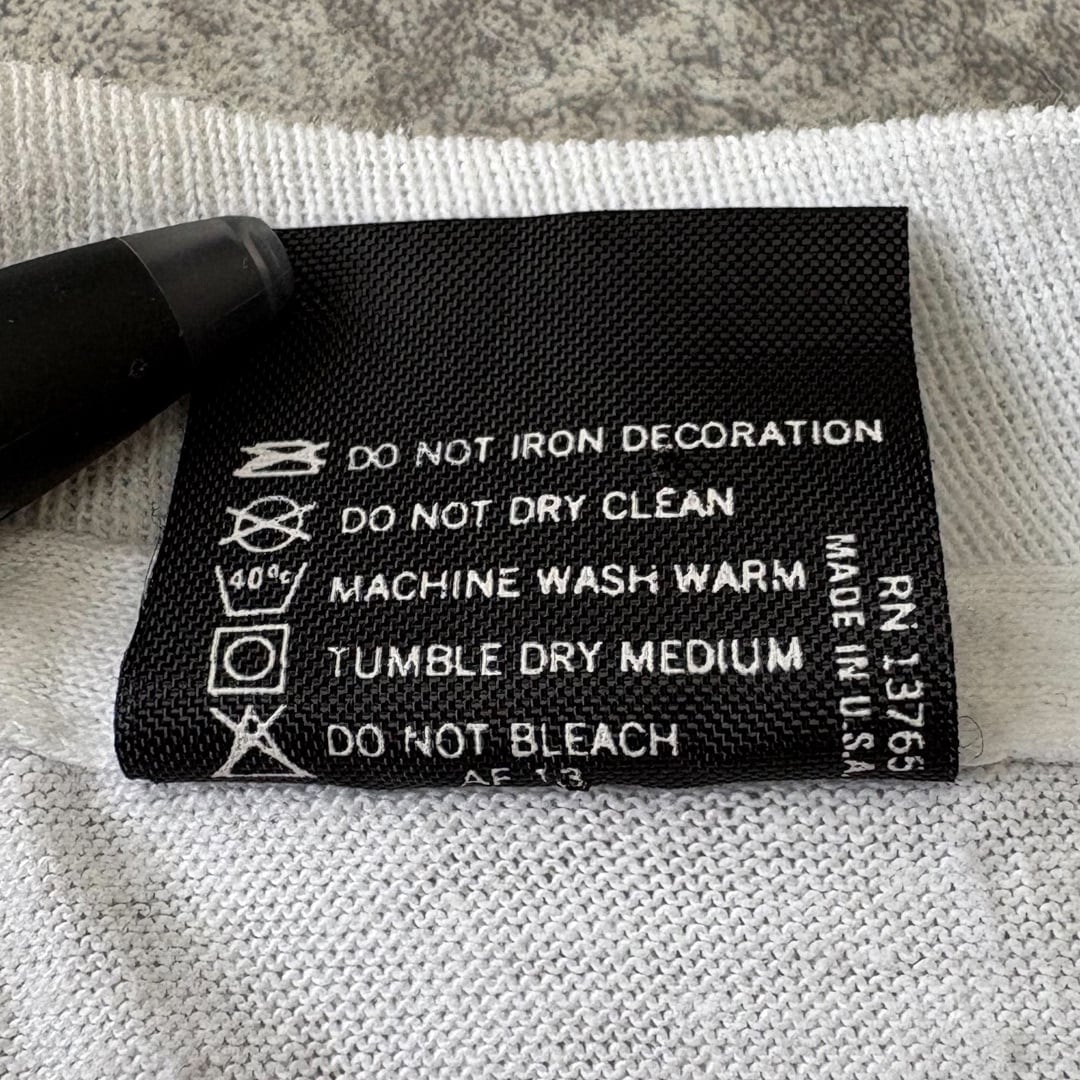 DO NOT IRON DECORATION
DO NOT DRY CLEAN
40°C MACHINE WASH WARM
TUMBLE DRY MEDIUM
DO NOT BLEACH
RN 13765
MADE IN U.S.A